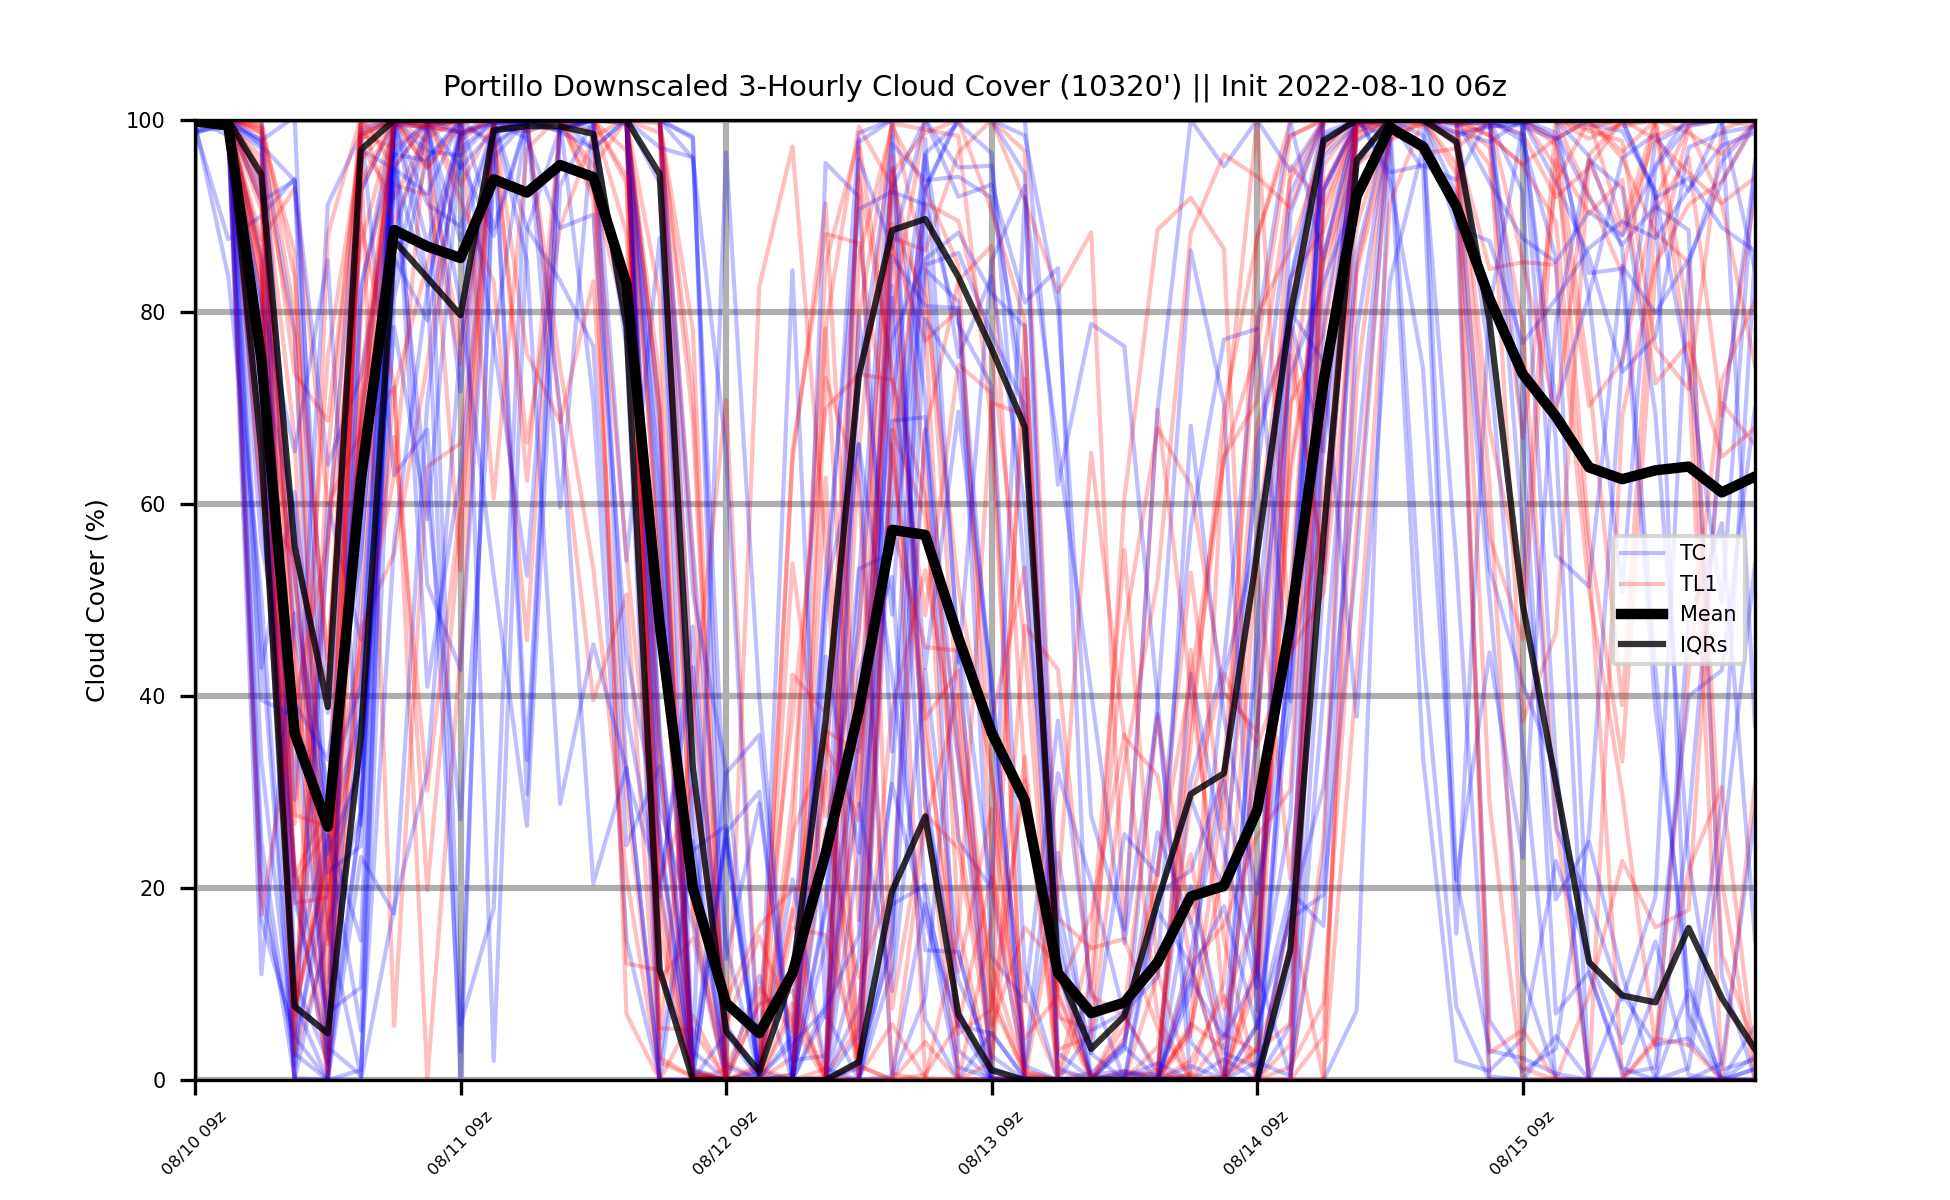 Portillo Downscaled 3-Hourly Cloud Cover (10320') || Init 2022-08-10 06z
Cloud Cover (%)
100
80
60
40
20
0
TC
TL1
Mean
IQRs
08/10 09z
08/11 09z
08/12 09z
08/13 09z
08/14 09z
08/15 09z